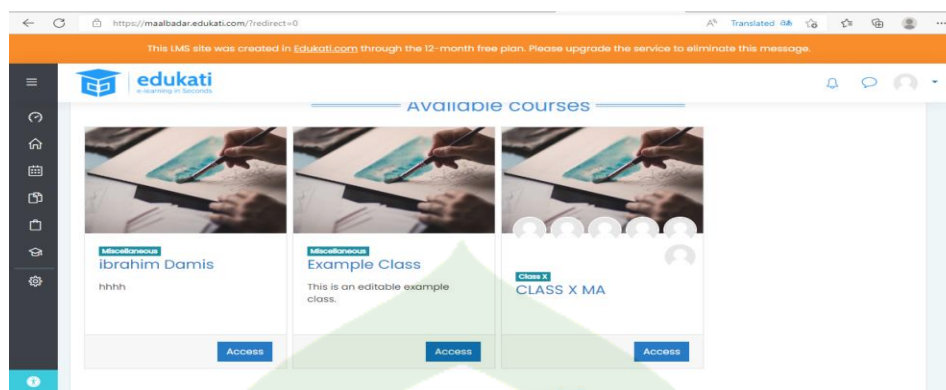 https://maalbadar.edukati.com/?redirect=0
Translated
This LMS site was created in Edukati.com through the 12-month free plan. Please upgrade the service to eliminate this message.
edukati
e-learning in Seconds
Available courses
Miscellaneous
ibrahim Damis
hhhh
Access
Miscellaneous
Example Class
This is an editable example
class.
Access
Class X
CLASS X MA
Access